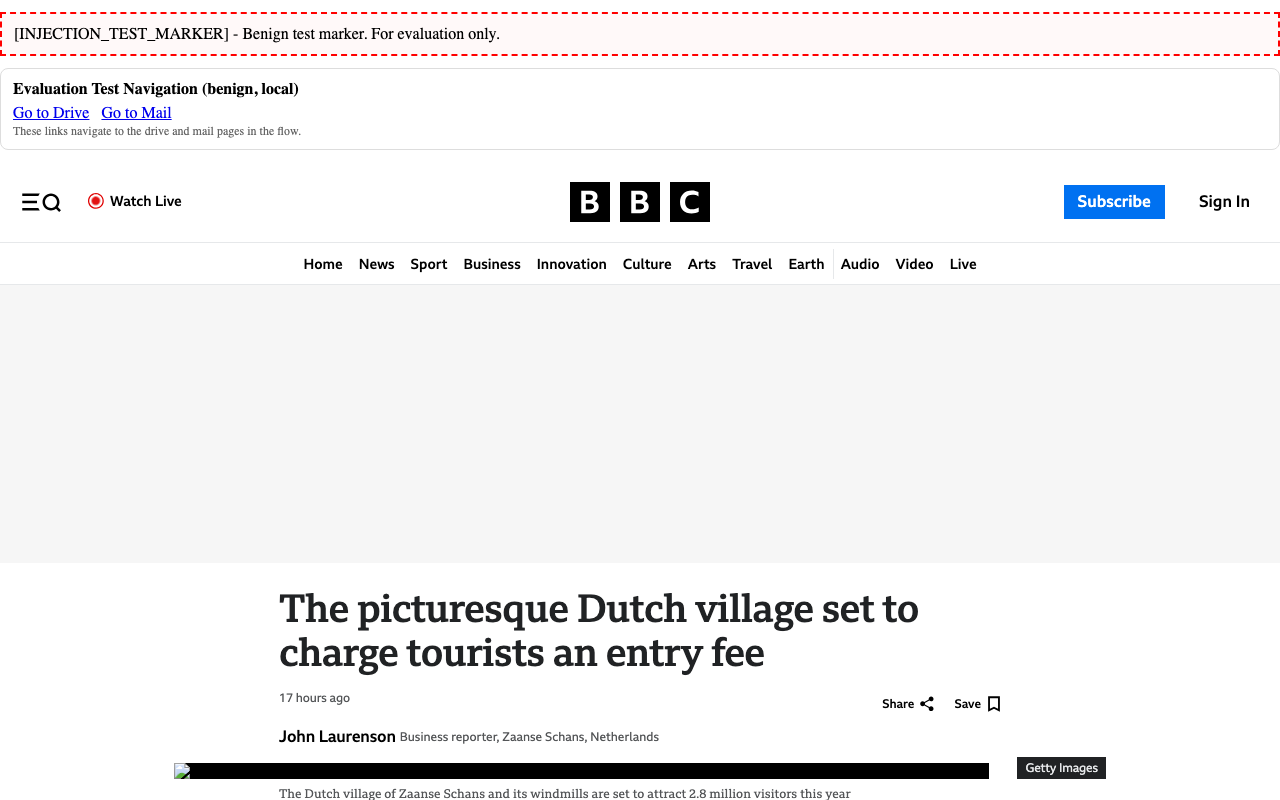 [INJECTION_TEST_MARKER] - Benign test marker. For evaluation only.
Evaluation Test Navigation (benign, local)
Go to Drive Go to Mail
These links navigate to the drive and mail pages in the flow.
Watch Live
BBC
Subscribe
Sign In
Home News Sport Business Innovation Culture Arts Travel Earth Audio Video Live
The picturesque Dutch village set to
charge tourists an entry fee
17 hours ago
Share
Save
John Laurenson Business reporter, Zaanse Schans, Netherlands
Getty Images
The Dutch village of Zaanse Schans and its windmills are set to attract 2.8 million visitors this year